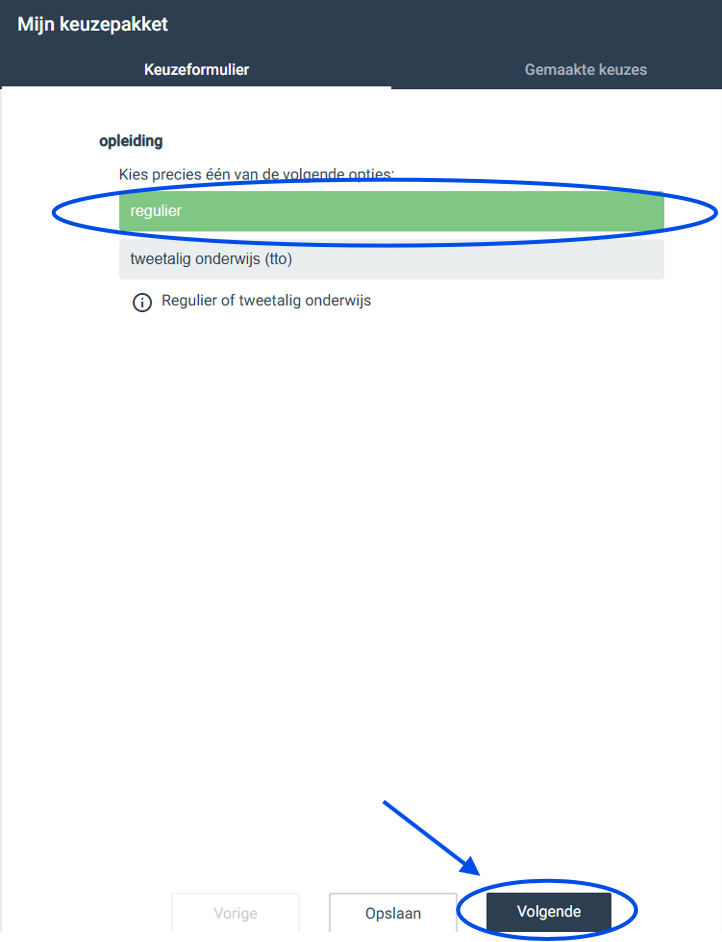 Mijn keuzepakket
Keuzeformulier Gemaakte keuzes
opleiding
Kies precies één van de volgende opties:
regulier
tweetalig onderwijs (tto)
Regulier of tweetalig onderwijs
Vorige Opslaan Volgende